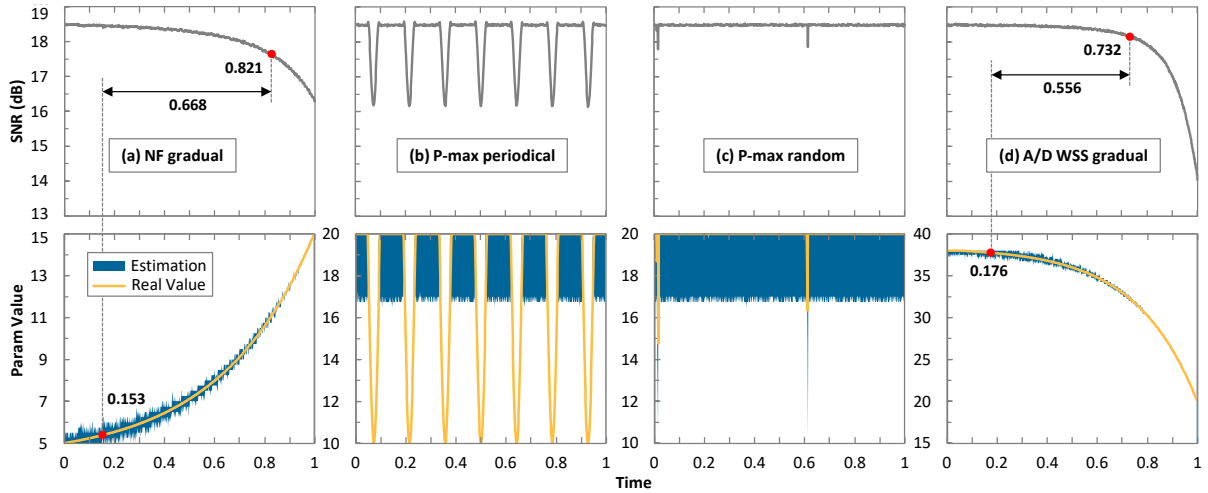 SNR (dB)
19
18
17
16
15
14
13
0.821
0.668
(a) NF gradual
(b) P-max periodical
(c) P-max random
0.732
0.556
(d) A/D WSS gradual
Param Value
15
13
11
9
7
5
Estimation
Real Value
0.153
20
18
16
14
12
10
20
18
16
14
12
10
40
35
30
25
20
15
0.176
0 0.2 0.4 0.6 0.8 1
0 0.2 0.4 0.6 0.8 1
0 0.2 0.4 0.6 0.8 1
0 0.2 0.4 0.6 0.8 1
Time